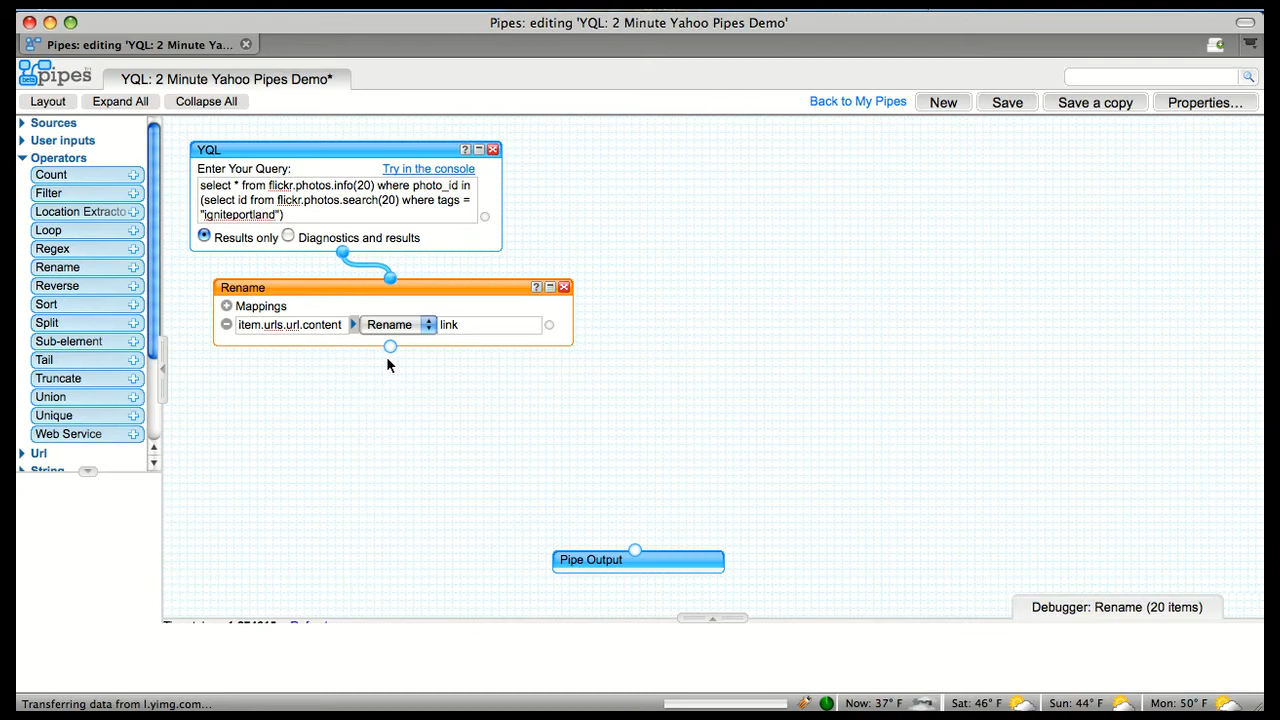 Pipes: editing 'YQL: 2 Minute Yahoo Pipes Demo'
Pipes: editing 'YQL: 2 Minute Ya...
pipes
beta
YQL: 2 Minute Yahoo Pipes Demo*
Layout
Expand All
Collapse All
Back to My Pipes
New
Save
Save a copy
Properties...
Sources
User inputs
Operators
Count
Filter
Location Extracto
Loop
Regex
Rename
Reverse
Sort
Split
Sub-element
Tail
Truncate
Union
Unique
Web Service
Url
String
YQL
Enter Your Query:
Try in the console
select * from flickr.photos.info(20) where photo_id in
(select id from flickr.photos.search(20) where tags =
"igniteportland")
Results only
Diagnostics and results
Rename
Mappings
item.urls.url.content
Rename
link
Pipe Output
Debugger: Rename (20 items)
Transferring data from l.yimg.com...
Now: 37° F
Sat: 46° F
Sun: 44° F
Mon: 50° F